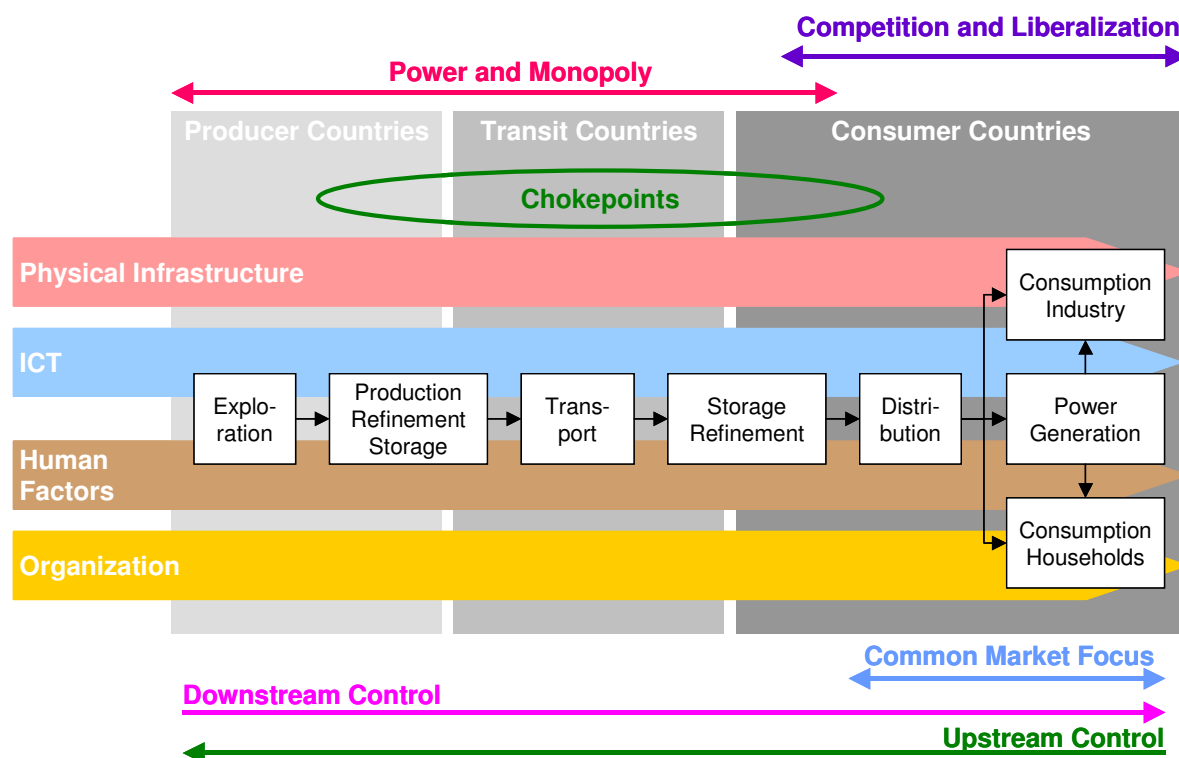 Competition and Liberalization
Power and Monopoly
Producer Countries
Transit Countries
Consumer Countries
Chokepoints
Physical Infrastructure
ICT
Human
Factors
Organization
Explo-
ration
Production
Refinement
Storage
Trans-
port
Storage
Refinement
Distri-
bution
Consumption
Industry
Power
Generation
Consumption
Households
Common Market Focus
Downstream Control
Upstream Control